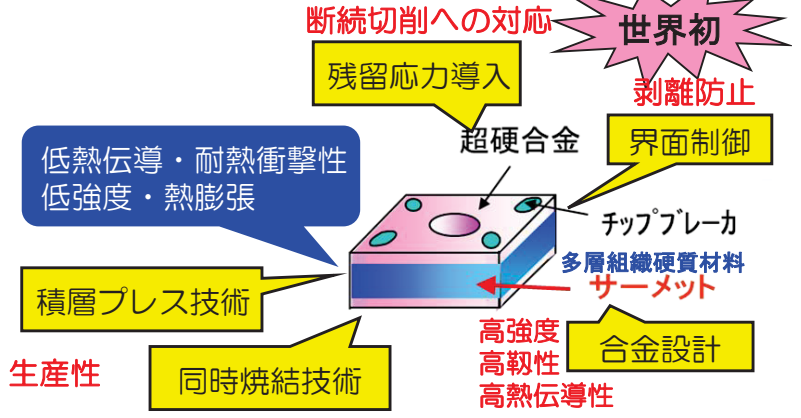 断続切削への対応
世界初
残留応力導入
剥離防止
超硬合金
界面制御
低熱伝導・耐熱衝撃性
低強度・熱膨張
チップブレーカ
多層組織硬質材料
サーメット
積層プレス技術
高強度
高靱性
高熱伝導性
合金設計
生産性
同時焼結技術